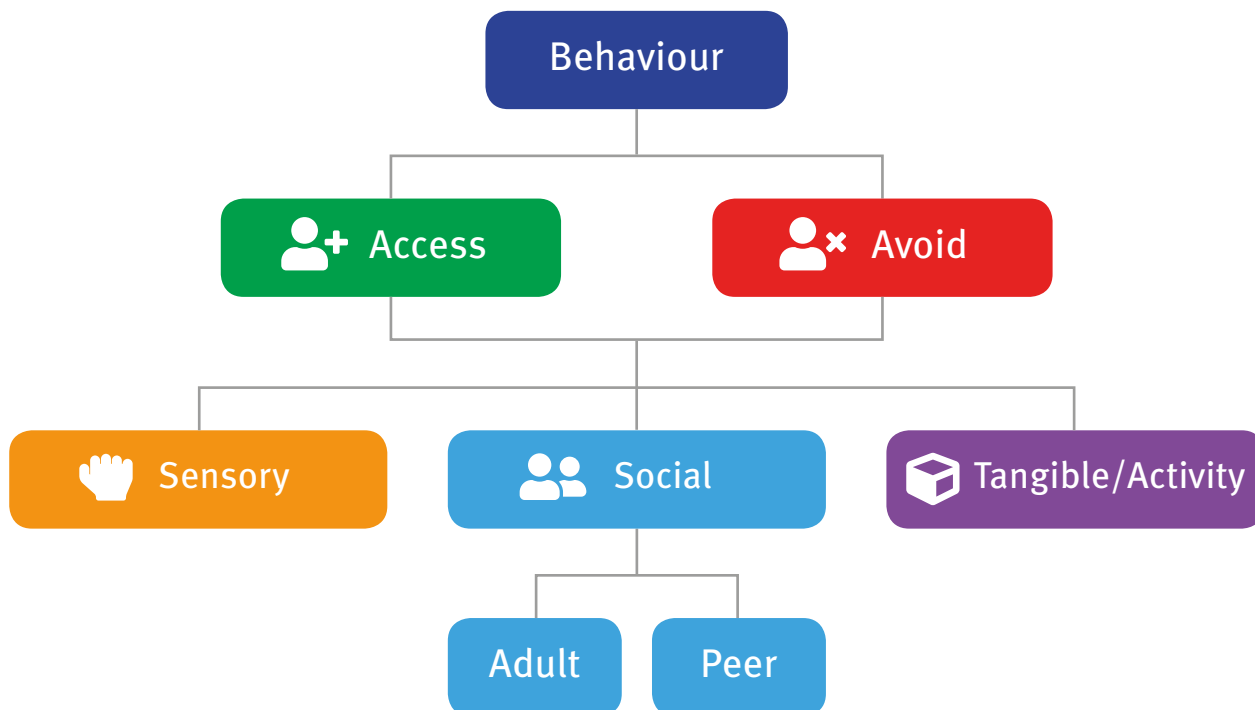 Behaviour
Access
Avoid
Sensory
Social
Tangible/Activity
Adult
Peer